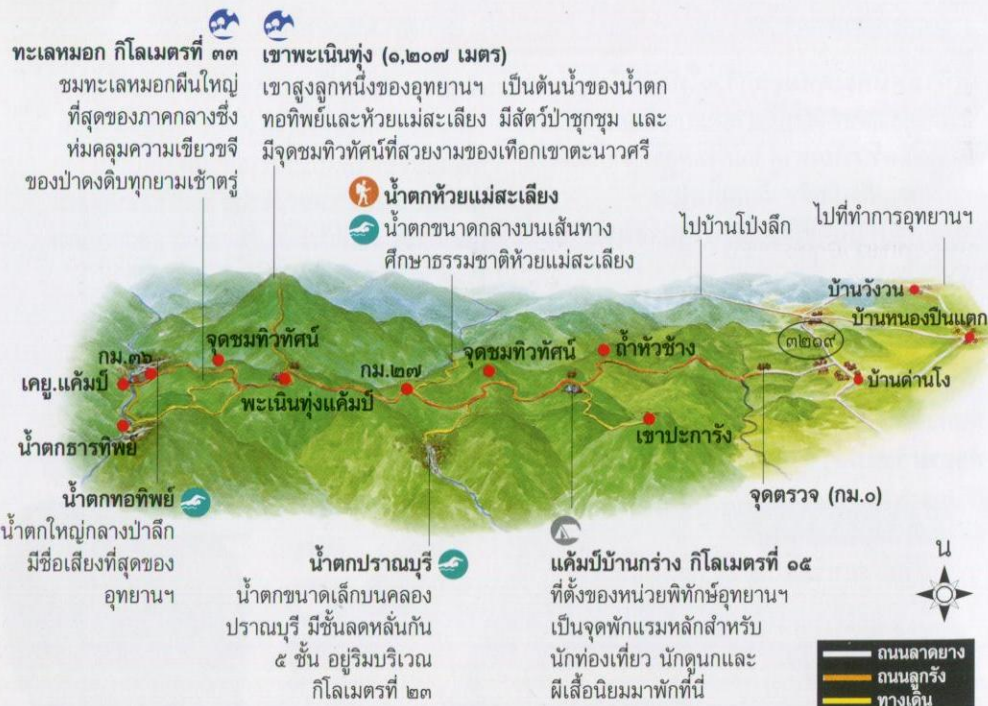 ทะเลหมอก กิโลเมตรที่ ๓๓
ชมทะเลหมอกผืนใหญ่
ที่สุดของภาคกลางซึ่ง
ห่มคลุมความเขียวขจี
ของป่าดงดิบทุกยามเช้าตรู่
เขาพะเนินทุ่ง (๑,๒๐๗ เมตร)
เขาสูงลูกหนึ่งของอุทยานฯ เป็นต้นน้ำของน้ำตก
ทอทิพย์และห้วยแม่สะเลียง มีสัตว์ป่าชุกชุม และ
มีจุดชมทิวทัศน์ที่สวยงามของเทือกเขาตะนาวศรี
น้ำตกห้วยแม่สะเลียง
น้ำตกขนาดกลางบนเส้นทาง
ศึกษาธรรมชาติห้วยแม่สะเลียง
ไปบ้านโป่งลึก
ไปที่ทำการอุทยานฯ
บ้านวังวน
บ้านหนองปืนแตก
๓๒๑๙
บ้านด่านโง
กม.๓๖
จุดชมทิวทัศน์
เคยู.แค้มป์
พะเนินทุ่งแค้มป์
กม.๒๗
จุดชมทิวทัศน์
ถ้ำหัวช้าง
น้ำตกธารทิพย์
เขาปะการัง
จุดตรวจ (กม.๐)
น้ำตกทอทิพย์
น้ำตกใหญ่กลางป่าลึก
มีชื่อเสียงที่สุดของ
อุทยานฯ
น้ำตกปราณบุรี
น้ำตกขนาดเล็กบนคลอง
ปราณบุรี มีชั้นลดหลั่นกัน
๕ ชั้น อยู่ริมบริเวณ
กิโลเมตรที่ ๒๓
แค้มป์บ้านกร่าง กิโลเมตรที่ ๑๕
ที่ตั้งของหน่วยพิทักษ์อุทยานฯ
เป็นจุดพักแรมหลักสำหรับ
นักท่องเที่ยว นักดูนกและ
ผีเสื้อนิยมมาพักที่นี่
น
ถนนลาดยาง
ถนนลูกรัง
ทางเดิน